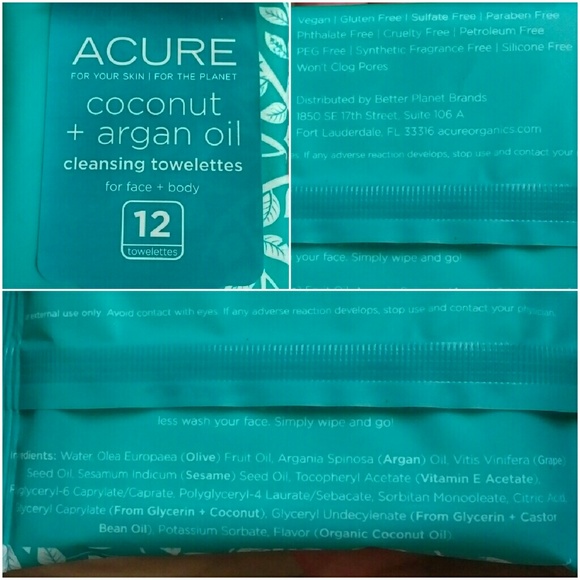 ACURE
FOR YOUR SKIN | FOR THE PLANET
coconut
+ argan oil
cleansing towelettes
for face + body
12
towelettes
Vegan | Gluten Free | Sulfate Free | Paraben Free
Phthalate Free | Cruelty Free | Petroleum Free
PEG Free | Synthetic Fragrance Free | Silicone Free
Won't Clog Pores
Distributed by Better Planet Brands
1850 SE 17th Street, Suite 106 A
Fort Lauderdale, FL 33316 acureorganics.com
s. If any adverse reaction develops, stop use and contact your
your face. Simply wipe and go!
external use only. Avoid contact with eyes. If any adverse reaction develops, stop use and contact your physician.
less wash your face. Simply wipe and go!
Ingredients: Water, Olea Europaea (Olive) Fruit Oil, Argania Spinosa (Argan) Oil, Vitis Vinifera (Grape)
Seed Oil, Sesamum Indicum (Sesame) Seed Oil, Tocopheryl Acetate (Vitamin E Acetate),
Polyglyceryl-6 Caprylate/Caprate, Polyglyceryl-4 Laurate/Sebacate, Sorbitan Monooleate, Citric Acid,
Glyceryl Caprylate (From Glycerin + Coconut), Glyceryl Undecylenate (From Glycerin + Castor
Bean Oil), Potassium Sorbate, Flavor (Organic Coconut Oil)